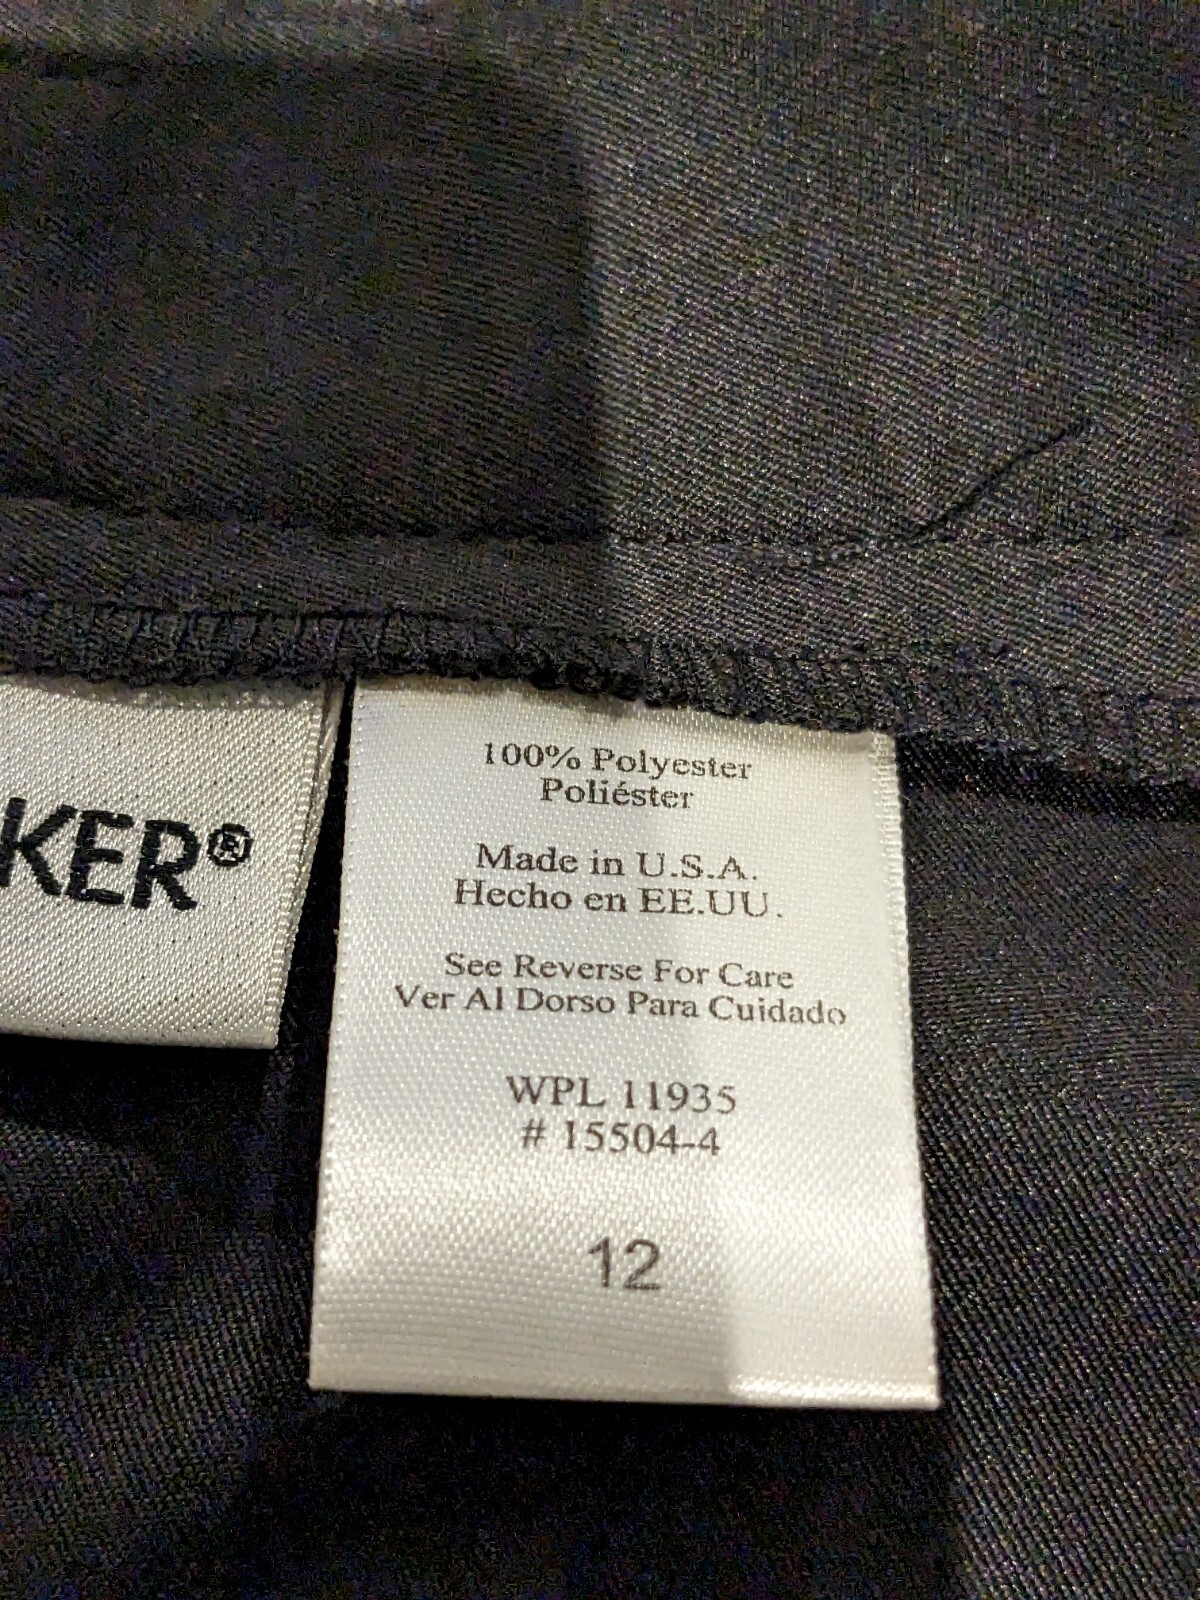 KER®
100% Polyester
Poliéster
Made in U.S.A.
Hecho en EE.UU.
See Reverse For Care
Ver Al Dorso Para Cuidado
WPL 11935
# 15504-4
12